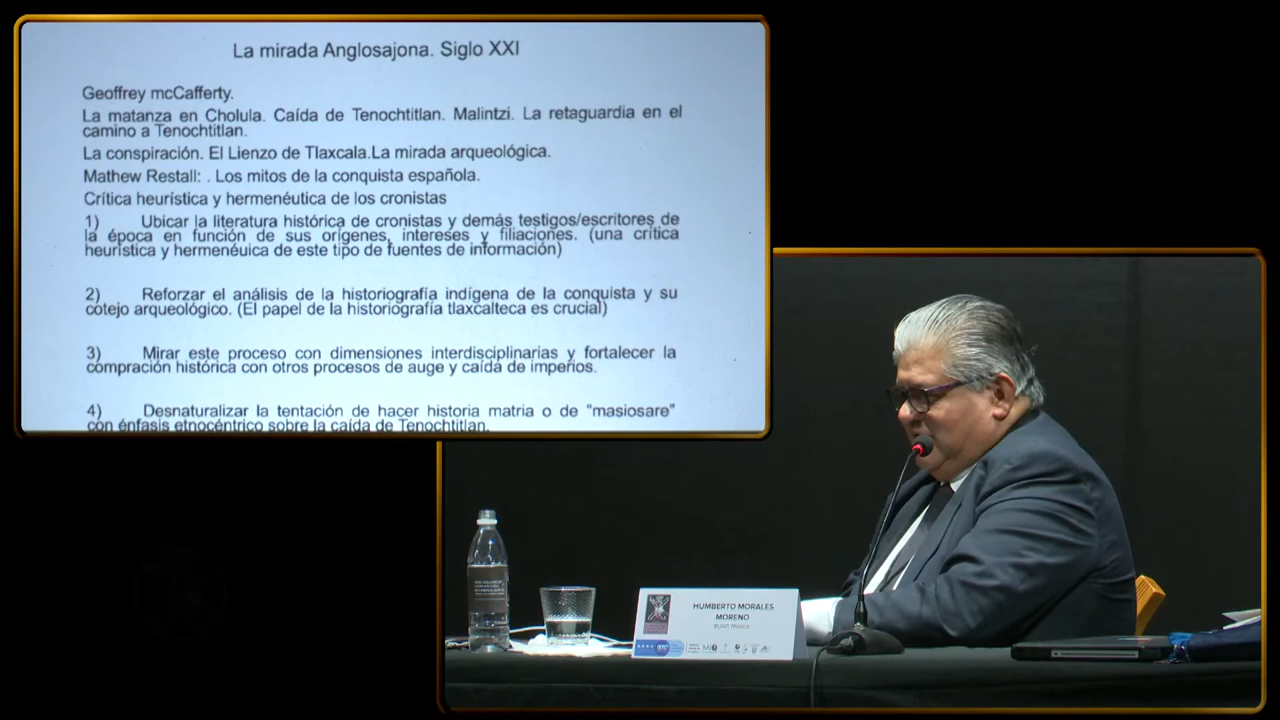 La mirada Anglosajona. Siglo XXI
Geoffrey mcCafferty.
La matanza en Cholula. Caída de Tenochtitlan. Malintzi. La retaguardia en el
camino a Tenochtitlan.
La conspiración. El Lienzo de Tlaxcala.La mirada arqueológica.
Mathew Restall: . Los mitos de la conquista española.
Crítica heurística y hermenéutica de los cronistas
1) Ubicar la literatura histórica de cronistas y demás testigos/escritores de
la época en función de sus orígenes, intereses y filiaciones. (una crítica
heurística y hermenéuica de este tipo de fuentes de información)
2) Reforzar el análisis de la historiografía indígena de la conquista y su
cotejo arqueológico. (El papel de la historiografía tlaxcalteca es crucial)
3) Mirar este proceso con dimensiones interdisciplinarias y fortalecer la
compración histórica con otros procesos de auge y caída de imperios.
4) Desnaturalizar la tentación de hacer historia matria o de “masiosare”
con énfasis etnocéntrico sobre la caída de Tenochtitlan.
HUMBERTO MORALES
MORENO
BUAP, México